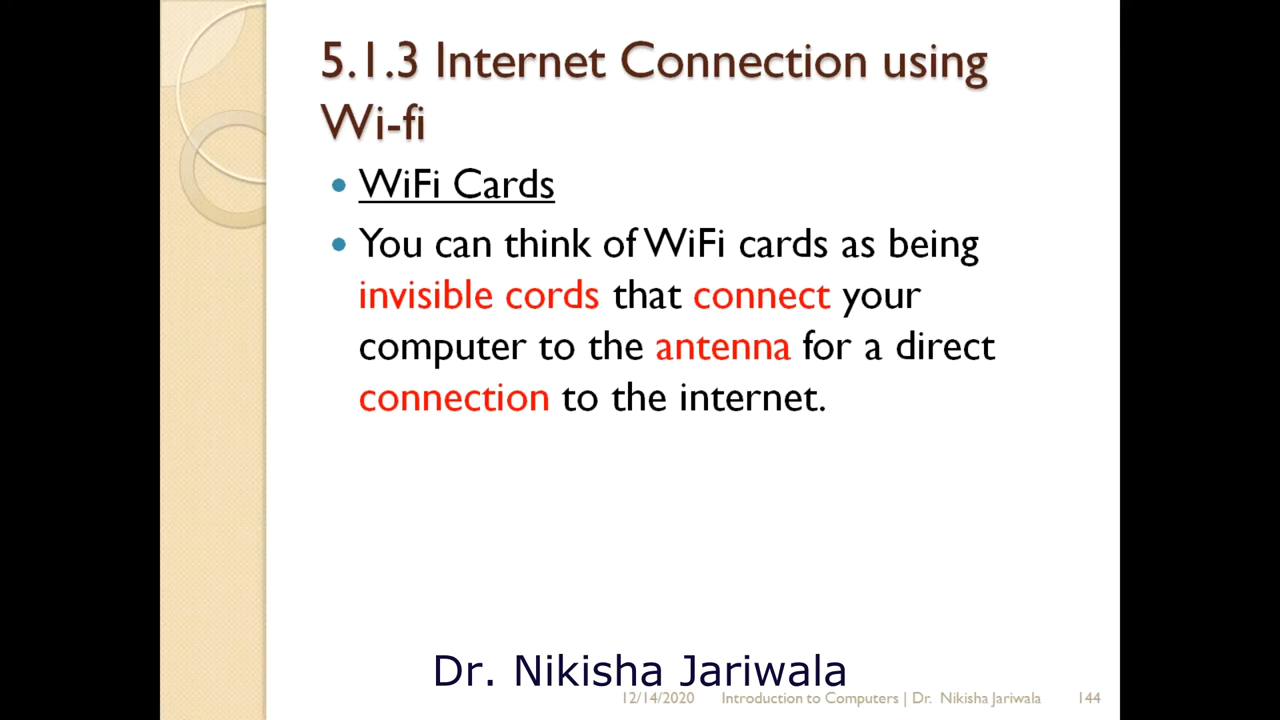 5.1.3 Internet Connection using
Wi-fi
• WiFi Cards
• You can think of WiFi cards as being
invisible cords that connect your
computer to the antenna for a direct
connection to the internet.
Dr. Nikisha Jariwala
12/14/2020 Introduction to Computers | Dr. Nikisha Jariwala 144